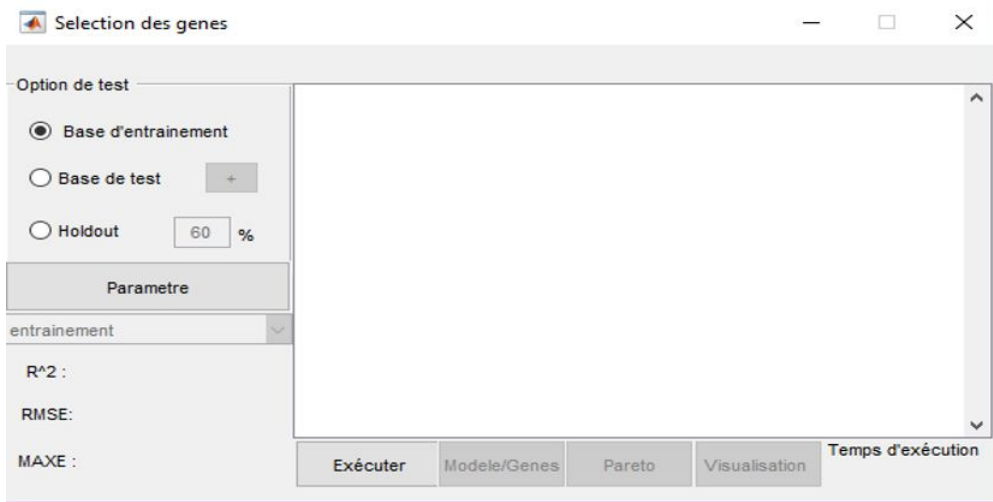 Selection des genes
Option de test
Base d'entrainement
Base de test +
Holdout 60 %
Parametre
entrainement
R^2 :
RMSE:
MAXE :
Exécuter Modele/Genes Pareto Visualisation Temps d'exécution